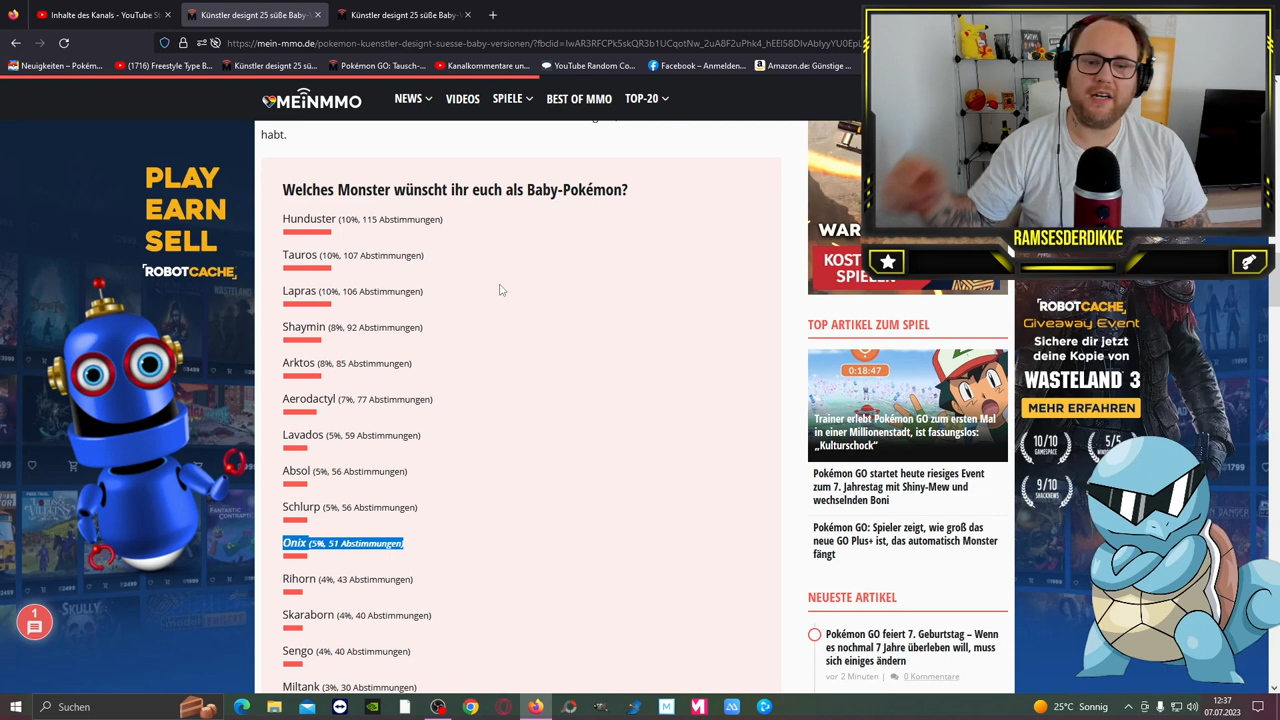 Inhalte des Kanals - YouTube St
Künstler designt 25 süße Baby-V
Künstler designt 25 süße Baby-V
https://mein-mmo.de/pokemon-kuenstler-designt-suesse-baby-versionen/?fbclid=
Neuigkeiten – Pokém...
(1716) Freestyle Type B...
Künstler designt 25 sü...
Pokémon GO: Tausch-...
Kanalkommentare un...
YouTube Random Co...
Facebook – Anmelden...
Amazon.de: Günstige ...
MEINMMO
NEWS
VIDEOS
SPIELE
BEST OF MMO
TOP-20
habt.
Welches Monster wünscht ihr euch als Baby-Pokémon?
Hunduster (10%, 115 Abstimmungen)
Tauros (10%, 107 Abstimmungen)
Lapras (10%, 106 Abstimmungen)
Shaymin (8%, 92 Abstimmungen)
Arktos (8%, 85 Abstimmungen)
Aerodactyl (7%, 77 Abstimmungen)
Lavados (5%, 59 Abstimmungen)
Absol (5%, 56 Abstimmungen)
Schlurp (5%, 56 Abstimmungen)
Onix (5%, 51 Abstimmungen)
Rihorn (4%, 43 Abstimmungen)
Skaraborn (4%, 40 Abstimmungen)
Sengo (4%, 40 Abstimmungen)
Miltank (3%, 30 Abstimmungen)
PLAY
EARN
SELL
ROBOTCACHE
SKULLY
1
WAR
KOST
SPIELEN
RAMSESDERDIKKE
TOP ARTIKEL ZUM SPIEL
0:18:47
Trainer erlebt Pokémon GO zum ersten Mal
in einer Millionenstadt, ist fassungslos:
„Kulturschock“
Pokémon GO startet heute riesiges Event
zum 7. Jahrestag mit Shiny-Mew und
wechselnden Boni
Pokémon GO: Spieler zeigt, wie groß das
neue GO Plus+ ist, das automatisch Monster
fängt
NEUESTE ARTIKEL
Pokémon GO feiert 7. Geburtstag – Wenn
es nochmal 7 Jahre überleben will, muss
sich einiges ändern
vor 2 Minuten | 0 Kommentare
ROBOTCACHE
Giveaway Event
Sichere dir jetzt
deine Kopie von
WASTELAND 3
MEHR ERFAHREN
10/10
GAMESPACE
5/5
9/10
SHACKNEWS
Suchen
26°C Sonnig
12:37
07.07.2023